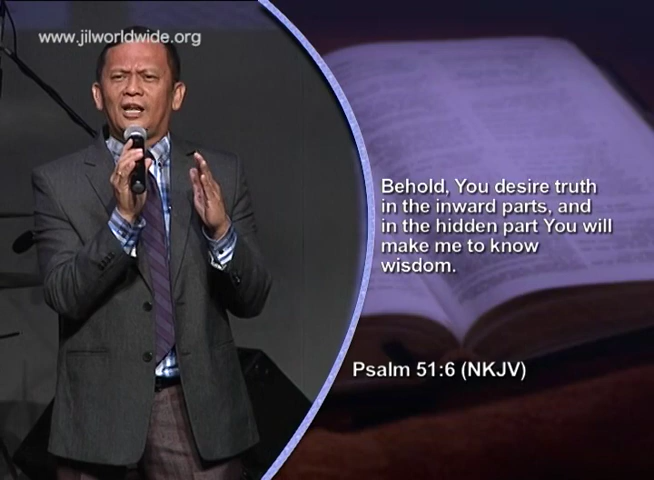 www.jilworldwide.org
Behold, You desire truth
in the inward parts, and
in the hidden part You will
make me to know
wisdom.
Psalm 51:6 (NKJV)